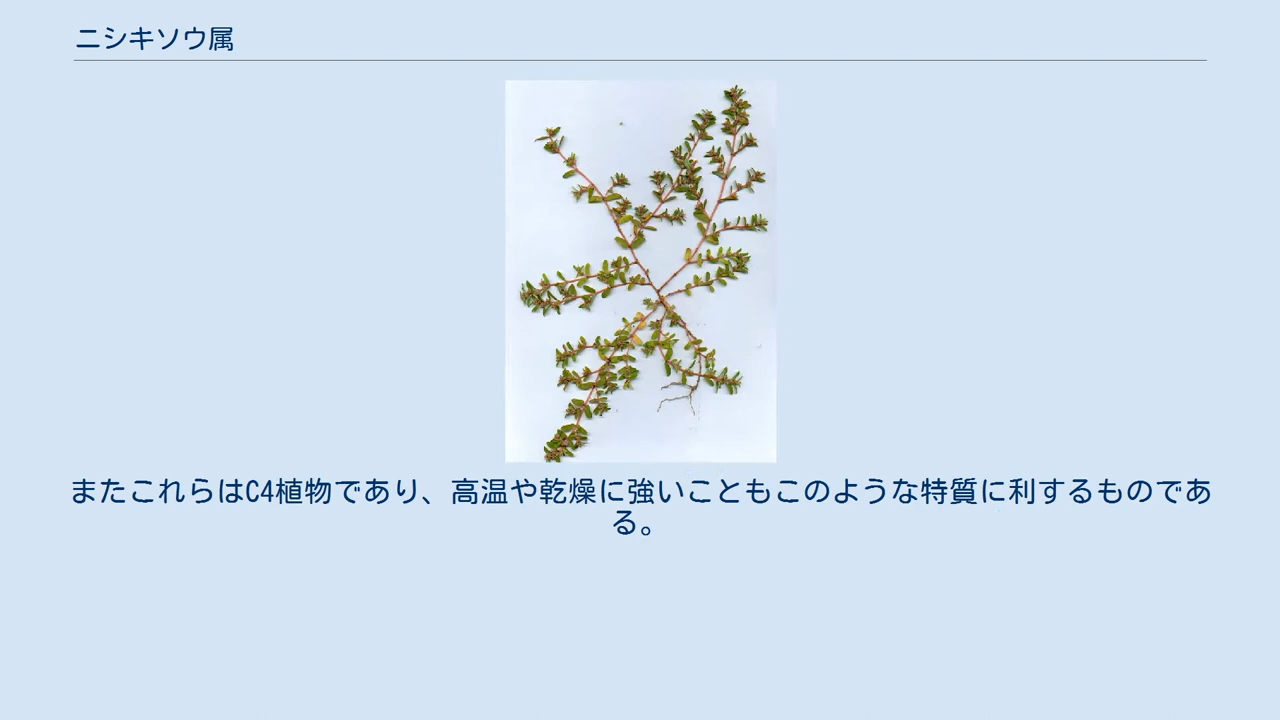 ニシキソウ属
またこれらはC4植物であり、高温や乾燥に強いこともこのような特質に利するものであ
る。